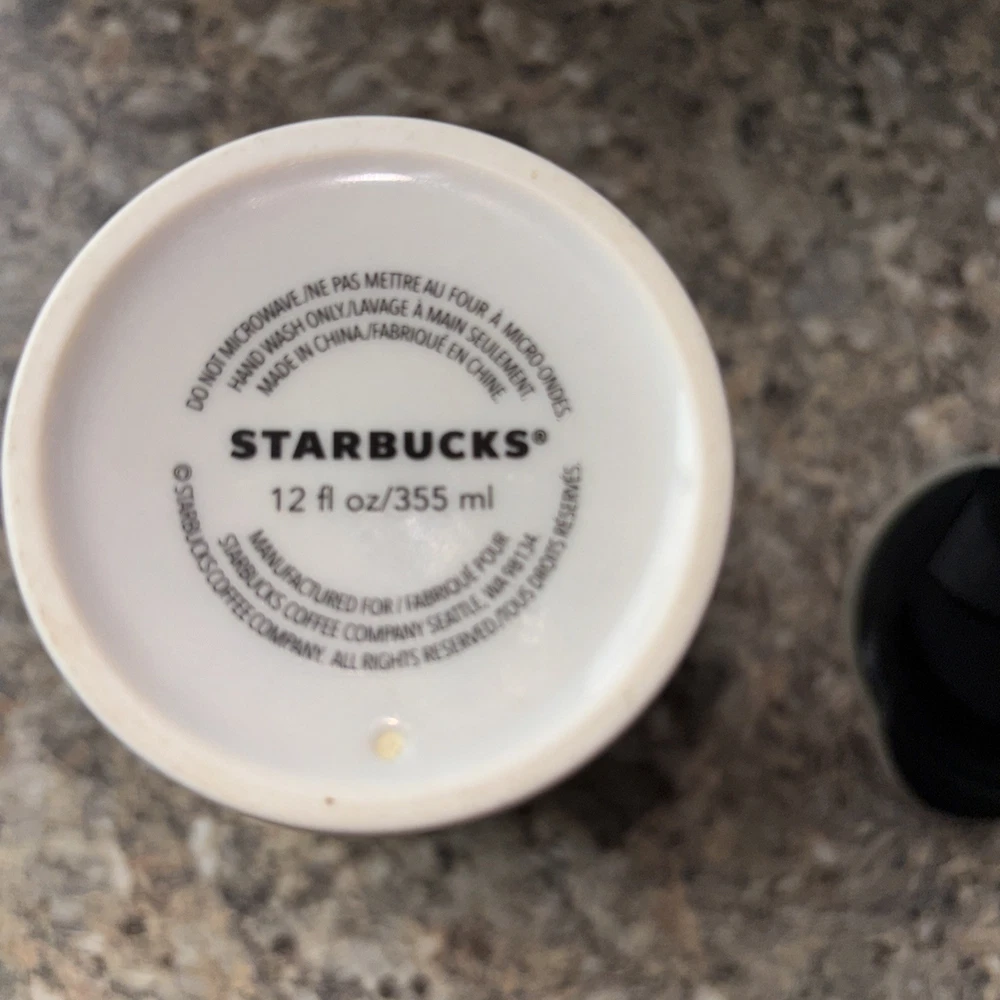 DO NOT MICROWAVE./NE PAS METTRE AU FOUR À MICRO-ONDES.
HAND WASH ONLY./LAVAGE À MAIN SEULEMENT.
MADE IN CHINA./FABRIQUÉ EN CHINE.
STARBUCKS®
12 fl oz/355 ml
MANUFACTURED FOR / FABRIQUÉ POUR
STARBUCKS COFFEE COMPANY SEATTLE, WA 98134
© STARBUCKS COFFEE COMPANY. ALL RIGHTS RESERVED./TOUS DROITS RÉSERVÉS.